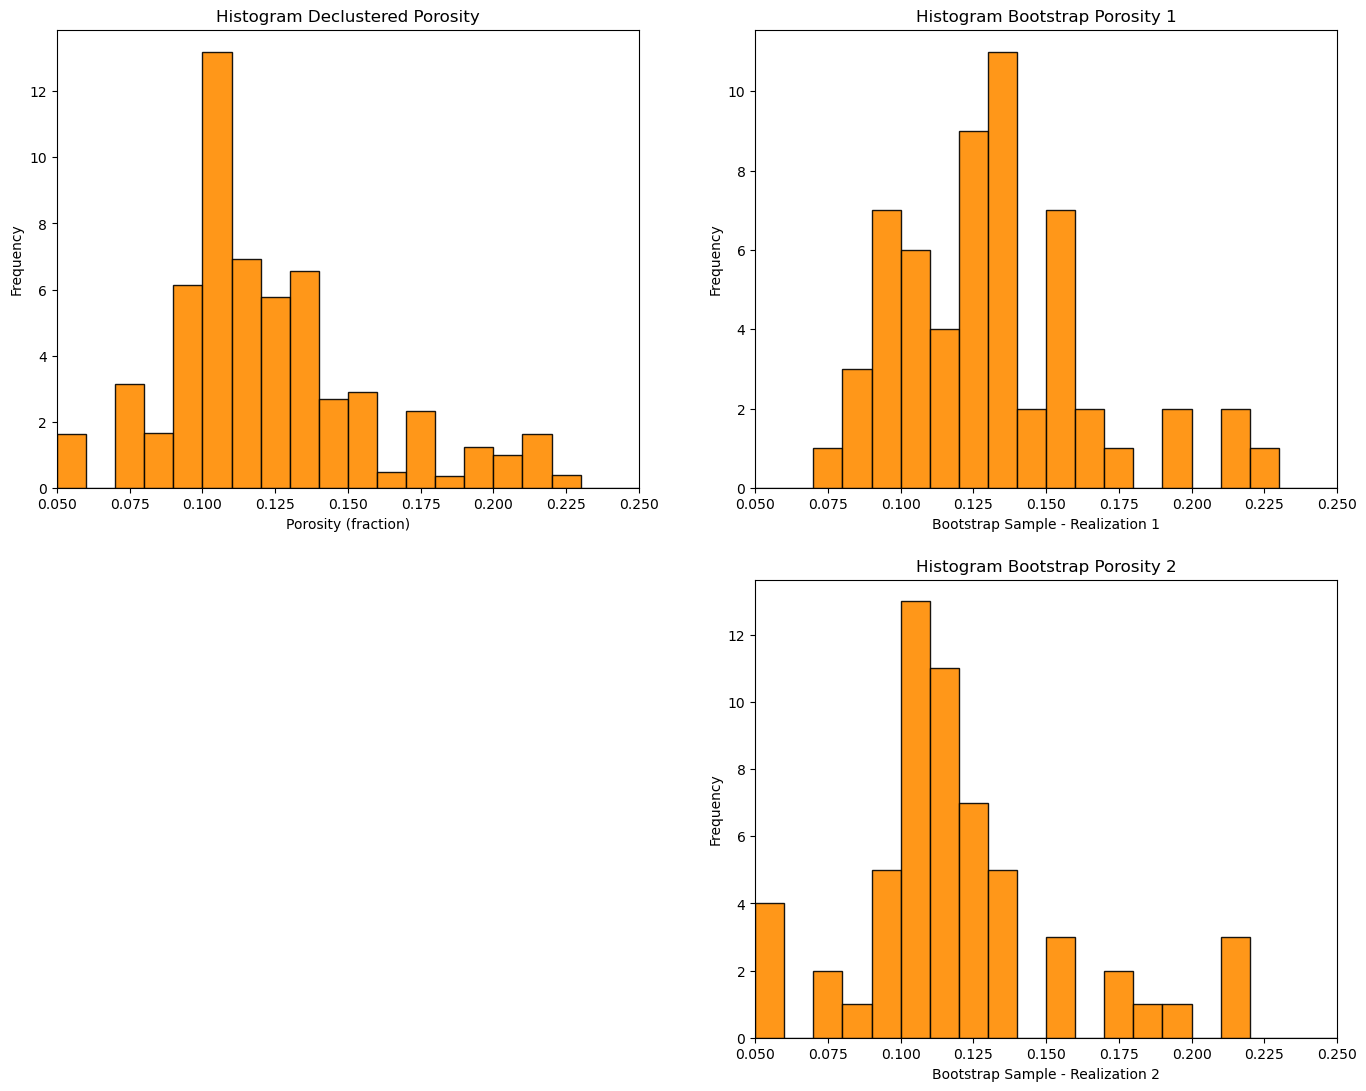 Histogram Declustered Porosity
Frequency
12
10
8
6
4
2
0
0.050 0.075 0.100 0.125 0.150 0.175 0.200 0.225 0.250
Porosity (fraction)
Histogram Bootstrap Porosity 1
Frequency
10
8
6
4
2
0
0.050 0.075 0.100 0.125 0.150 0.175 0.200 0.225 0.250
Bootstrap Sample - Realization 1
Histogram Bootstrap Porosity 2
Frequency
12
10
8
6
4
2
0
0.050 0.075 0.100 0.125 0.150 0.175 0.200 0.225 0.250
Bootstrap Sample - Realization 2